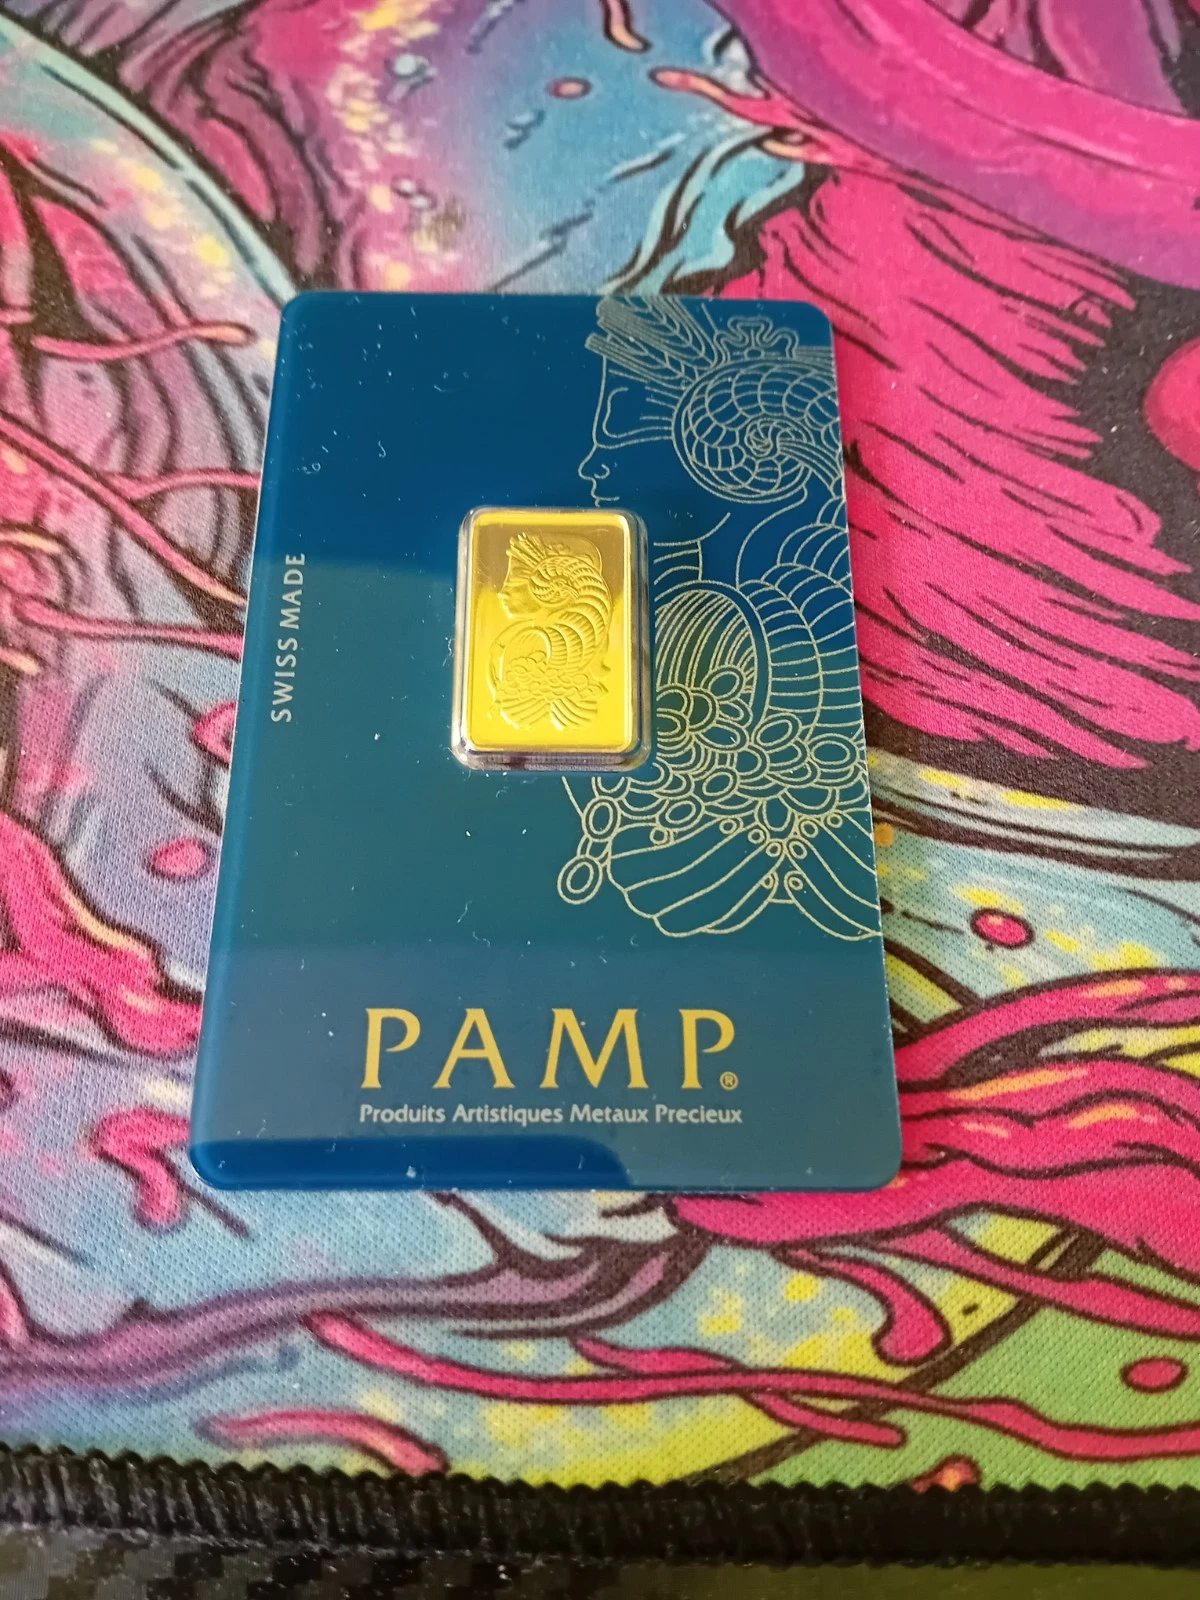 SWISS MADE
PAMP®
Produits Artistiques Metaux Precieux